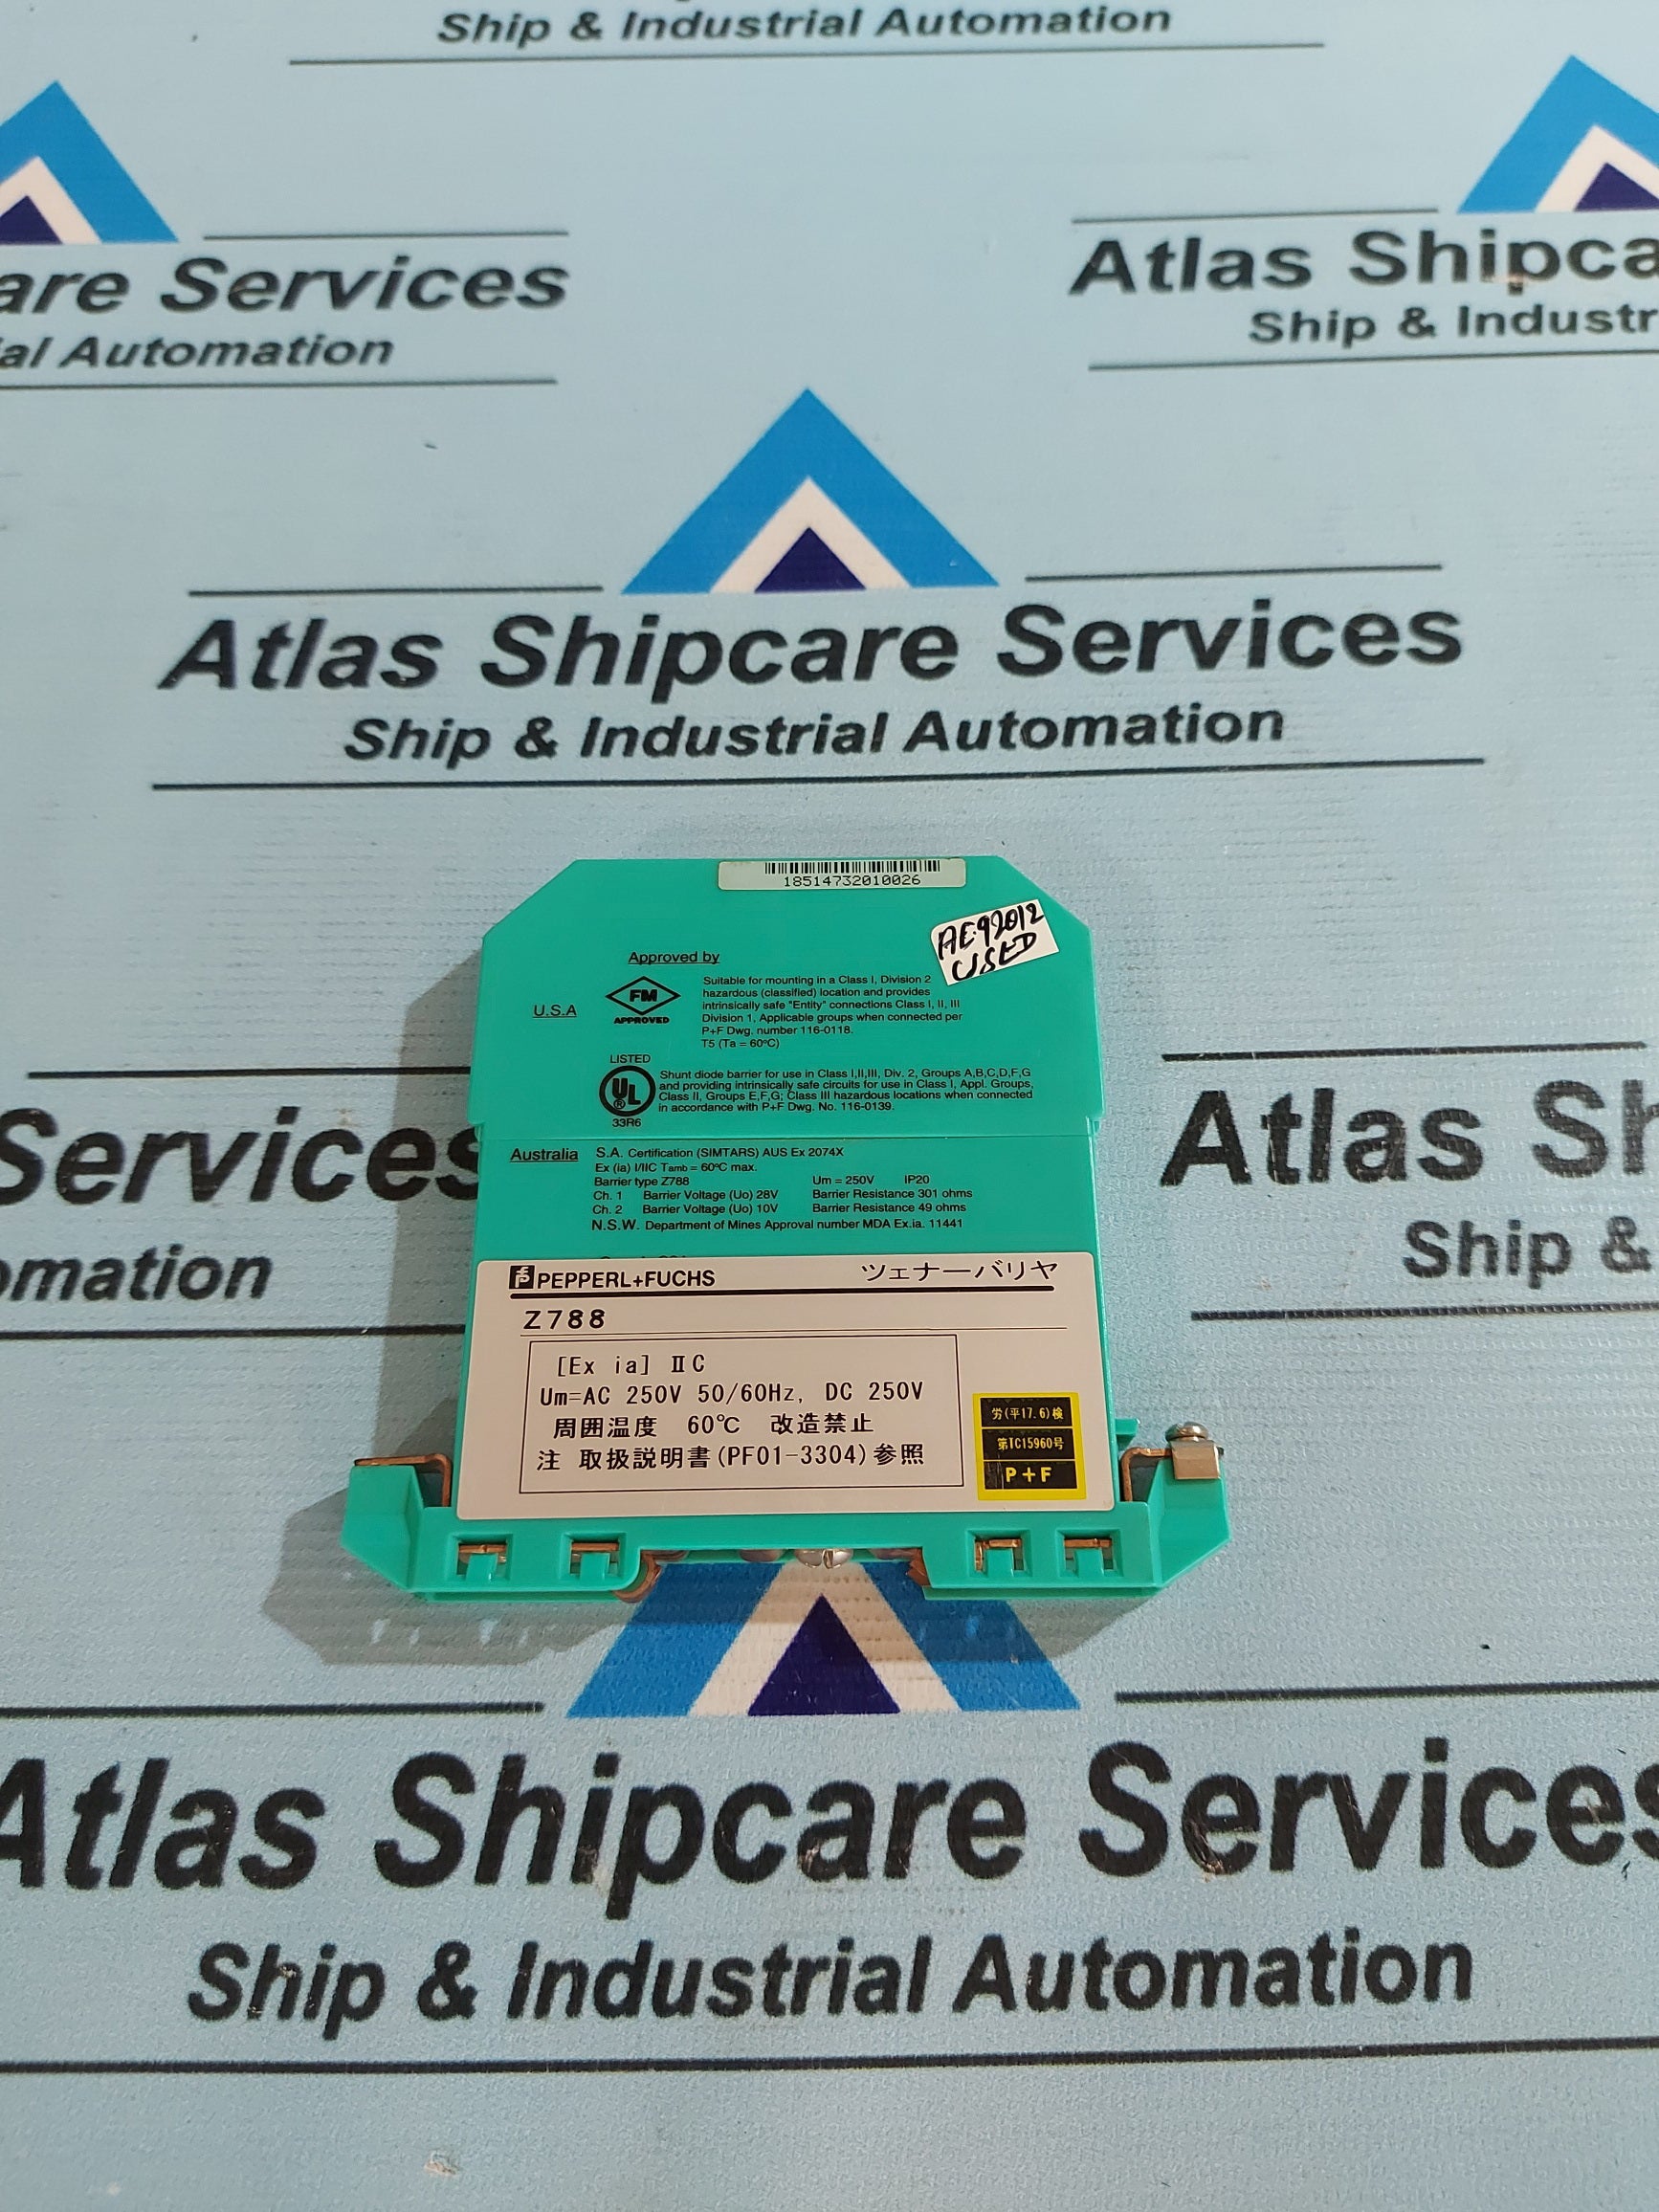 Ship & Industrial Automation
are Services
Atlas Shipca
al Automation
Ship & Industr
Atlas Shipcare Services
Ship & Industrial Automation
18514732010026
AE92012
USED
Approved by
U.S.A
FM
APPROVED
Suitable for mounting in a Class I, Division 2
hazardous (classified) location and provides
intrinsically safe "Entity" connections Class I, II, III
Division 1, Applicable groups when connected per
P+F Dwg. number 116-0118.
T5 (Ta = 60°C)
LISTED
UL
®
33R6
Shunt diode barrier for use in Class I,II,III, Div. 2, Groups A,B,C,D,F,G
and providing intrinsically safe circuits for use in Class I, Appl. Groups,
Class II, Groups E,F,G; Class III hazardous locations when connected
in accordance with P+F Dwg. No. 116-0139.
Australia S.A. Certification (SIMTARS) AUS Ex 2074X
Ex (ia) I/IIC Tamb = 60°C max.
Barrier type Z788 Um = 250V IP20
Ch. 1 Barrier Voltage (Uo) 28V Barrier Resistance 301 ohms
Ch. 2 Barrier Voltage (Uo) 10V Barrier Resistance 49 ohms
N.S.W. Department of Mines Approval number MDA Ex.ia. 11441
PEPPERL+FUCHS ツェナーバリヤ
Z788
[Ex ia] ⅡC
Um=AC 250V 50/60Hz, DC 250V
周囲温度 60℃ 改造禁止
注 取扱説明書(PF01-3304)参照
労(平17.6)検
第TC15960号
P+F
Services
Atlas Sh
omation
Ship &
Atlas Shipcare Services
Ship & Industrial Automation